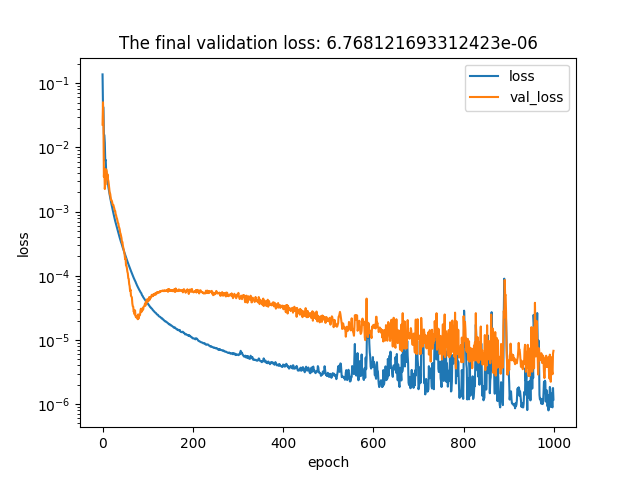 The final validation loss: 6.768121693312423e-06
loss
val_loss
10⁻¹
10⁻²
10⁻³
10⁻⁴
10⁻⁵
10⁻⁶
loss
0 200 400 600 800 1000
epoch